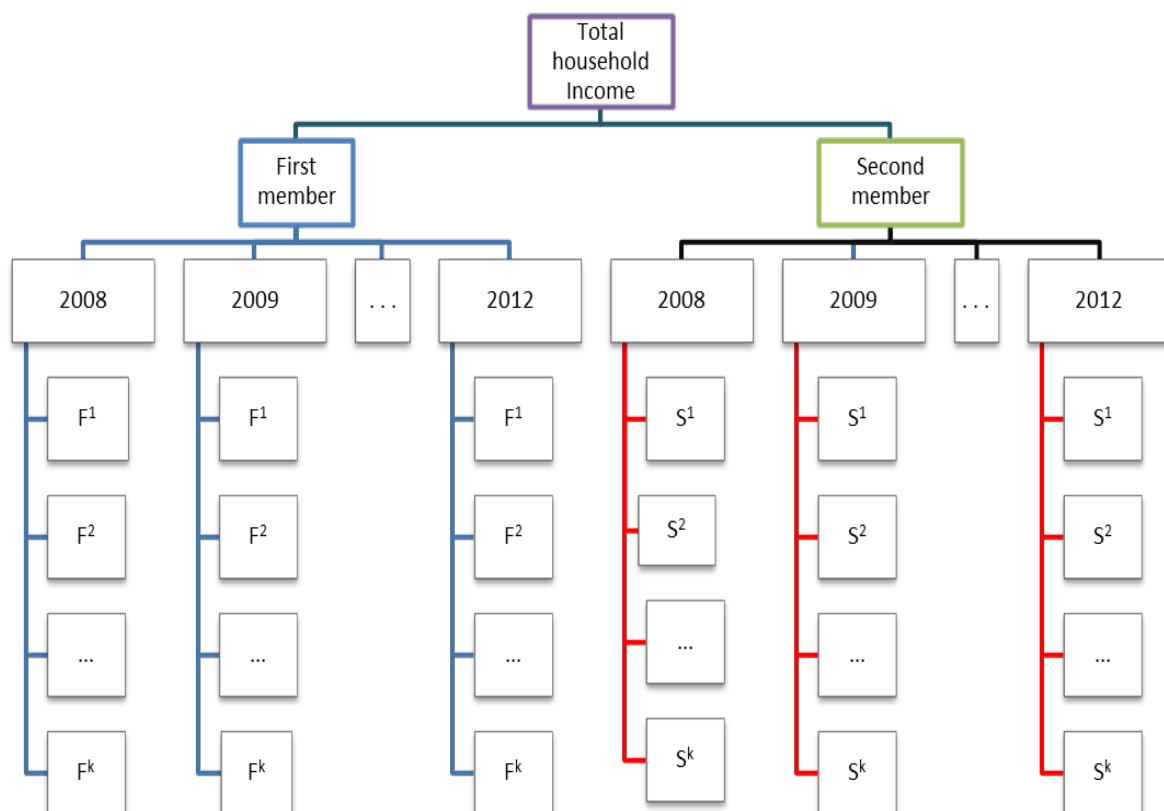 Total
household
Income
First
member
Second
member
2008
2009
. . .
2012
2008
2009
. . .
2012
F¹
F¹
F¹
S¹
S¹
S¹
F²
F²
F²
S²
S²
S²
...
...
...
...
...
...
Fᵏ
Fᵏ
Fᵏ
Sᵏ
Sᵏ
Sᵏ